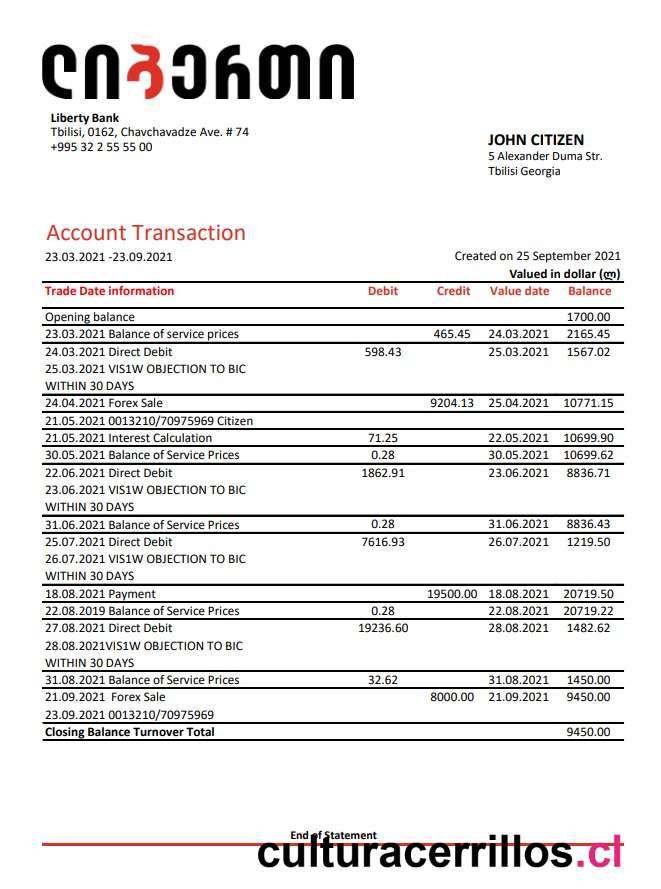 ლიბერთი
Liberty Bank
Tbilisi, 0162, Chavchavadze Ave. # 74
+995 32 2 55 55 00
JOHN CITIZEN
5 Alexander Duma Str.
Tbilisi Georgia
Account Transaction
23.03.2021 -23.09.2021 Created on 25 September 2021
Valued in dollar (ლ)
Trade Date information Debit Credit Value date Balance
Opening balance 1700.00
23.03.2021 Balance of service prices 465.45 24.03.2021 2165.45
24.03.2021 Direct Debit 598.43 25.03.2021 1567.02
25.03.2021 VIS1W OBJECTION TO BIC
WITHIN 30 DAYS
24.04.2021 Forex Sale 9204.13 25.04.2021 10771.15
21.05.2021 0013210/70975969 Citizen
21.05.2021 Interest Calculation 71.25 22.05.2021 10699.90
30.05.2021 Balance of Service Prices 0.28 30.05.2021 10699.62
22.06.2021 Direct Debit 1862.91 23.06.2021 8836.71
23.06.2021 VIS1W OBJECTION TO BIC
WITHIN 30 DAYS
31.06.2021 Balance of Service Prices 0.28 31.06.2021 8836.43
25.07.2021 Direct Debit 7616.93 26.07.2021 1219.50
26.07.2021 VIS1W OBJECTION TO BIC
WITHIN 30 DAYS
18.08.2021 Payment 19500.00 18.08.2021 20719.50
22.08.2019 Balance of Service Prices 0.28 22.08.2021 20719.22
27.08.2021 Direct Debit 19236.60 28.08.2021 1482.62
28.08.2021VIS1W OBJECTION TO BIC
WITHIN 30 DAYS
31.08.2021 Balance of Service Prices 32.62 31.08.2021 1450.00
21.09.2021 Forex Sale 8000.00 21.09.2021 9450.00
23.09.2021 0013210/70975969
Closing Balance Turnover Total 9450.00
End of Statement
culturacerrillos.cl